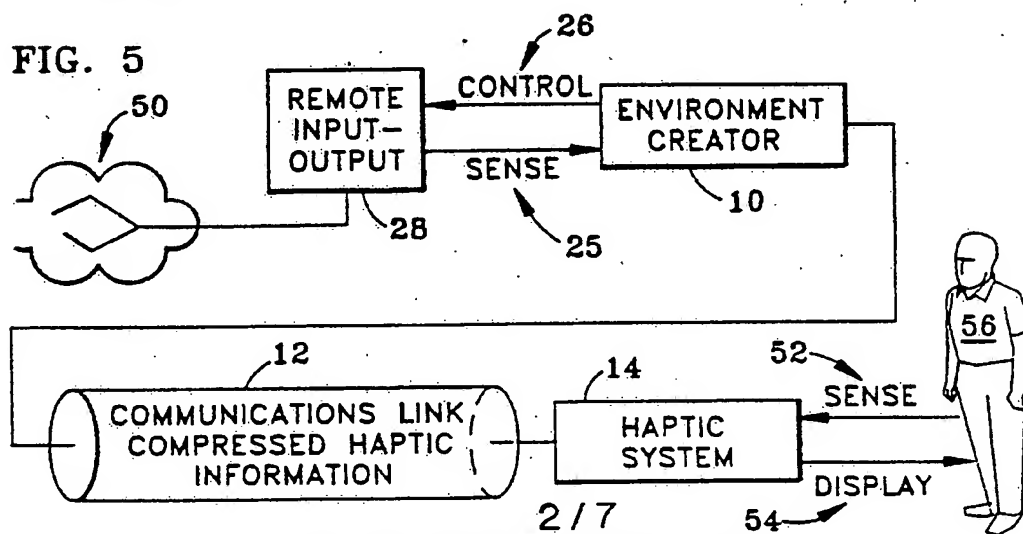 FIG. 5
50
REMOTE
INPUT-
OUTPUT
28
26
CONTROL
SENSE
25
ENVIRONMENT
CREATOR
10
12
COMMUNICATIONS LINK
COMPRESSED HAPTIC
INFORMATION
14
HAPTIC
SYSTEM
52
SENSE
DISPLAY
54
56
2/7